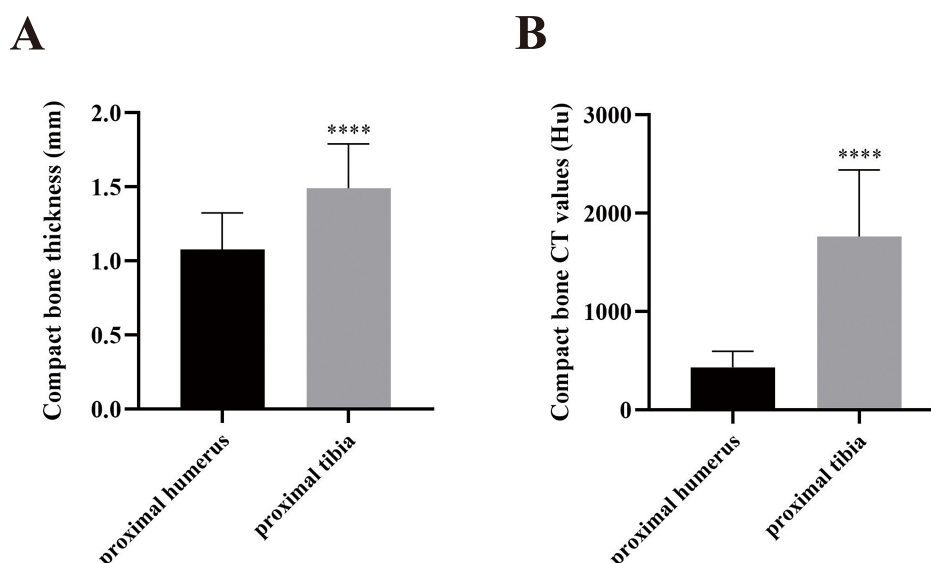 A
Compact bone thickness (mm)
2.0
1.5
1.0
0.5
0.0
****
proximal humerus
proximal tibia
B
Compact bone CT values (Hu)
3000
2000
1000
0
****
proximal humerus
proximal tibia